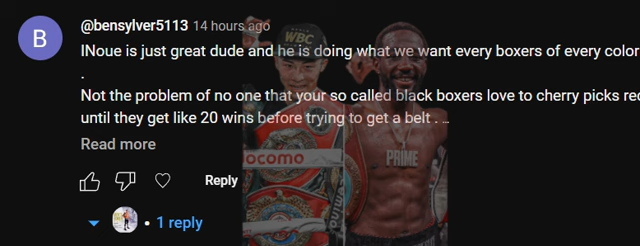 B
@bensylver5113 14 hours ago
INoue is just great dude and he is doing what we want every boxers of every color
.
Not the problem of no one that your so called black boxers love to cherry picks
until they get like 20 wins before trying to get a belt . ..
Read more
Reply
• 1 reply
WBC
docomo
PRIME